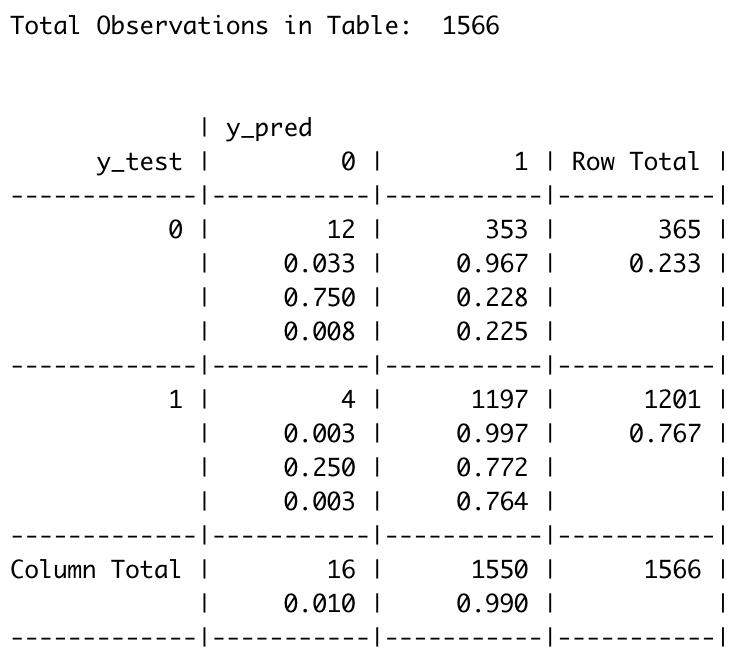 Total Observations in Table:  1566
             | y_pred
      y_test |         0 |         1 | Row Total |
-------------|-----------|-----------|-----------|
           0 |        12 |       353 |       365 |
             |     0.033 |     0.967 |     0.233 |
             |     0.750 |     0.228 |           |
             |     0.008 |     0.225 |           |
-------------|-----------|-----------|-----------|
           1 |         4 |      1197 |      1201 |
             |     0.003 |     0.997 |     0.767 |
             |     0.250 |     0.772 |           |
             |     0.003 |     0.764 |           |
-------------|-----------|-----------|-----------|
Column Total |        16 |      1550 |      1566 |
             |     0.010 |     0.990 |           |
-------------|-----------|-----------|-----------|